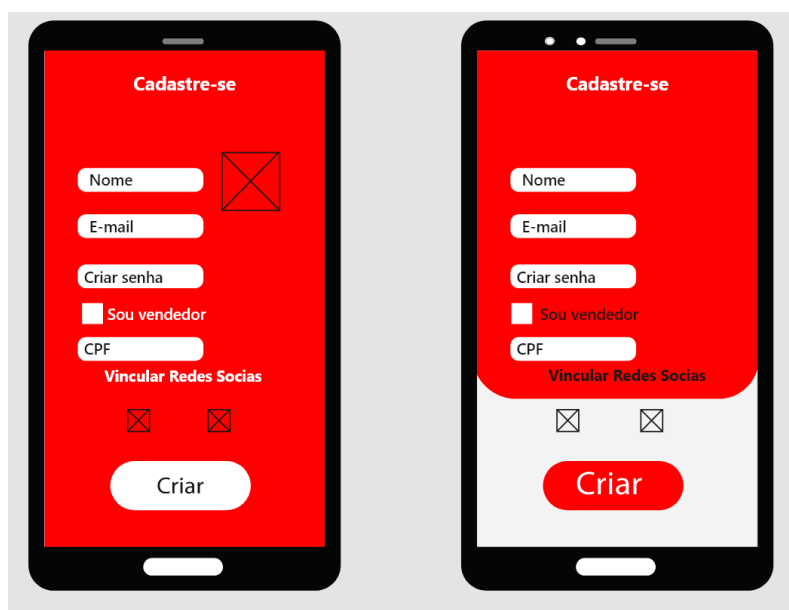 Cadastre-se
Nome
E-mail
Criar senha
Sou vendedor
CPF
Vincular Redes Socias
Criar
Cadastre-se
Nome
E-mail
Criar senha
Sou vendedor
CPF
Vincular Redes Socias
Criar